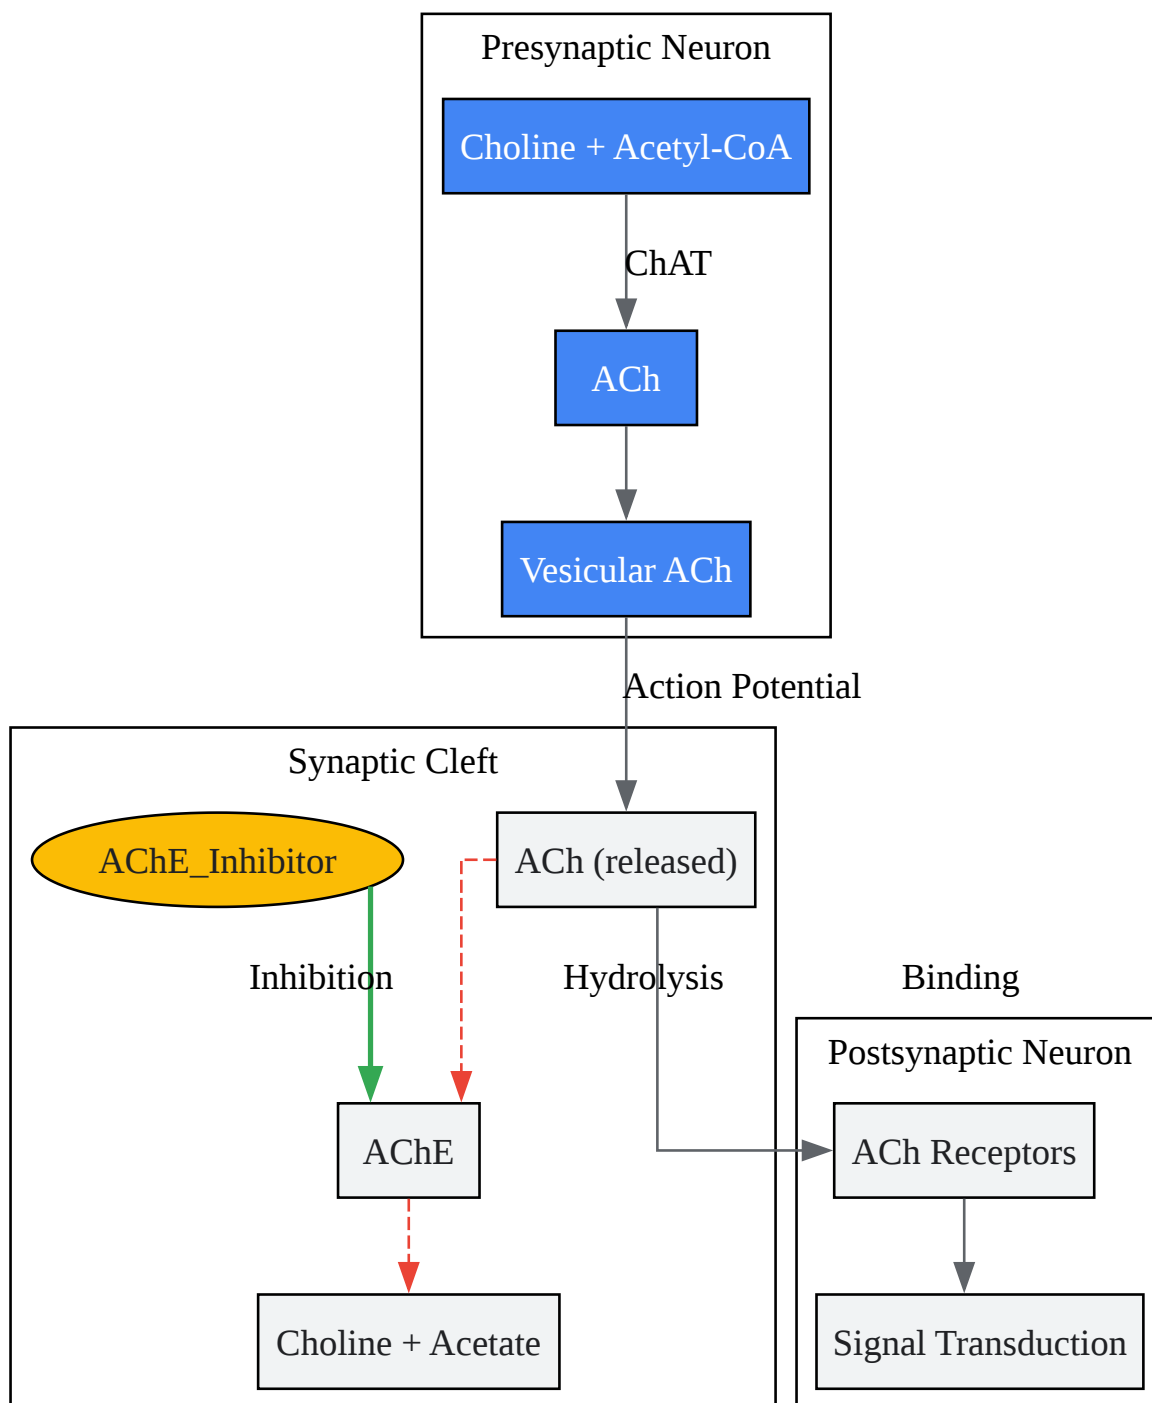 Presynaptic Neuron
Choline + Acetyl-CoA
ChAT
ACh
Vesicular ACh
Action Potential
Synaptic Cleft
AChE_Inhibitor
ACh (released)
Inhibition
Hydrolysis
Binding
Postsynaptic Neuron
AChE
ACh Receptors
Choline + Acetate
Signal Transduction